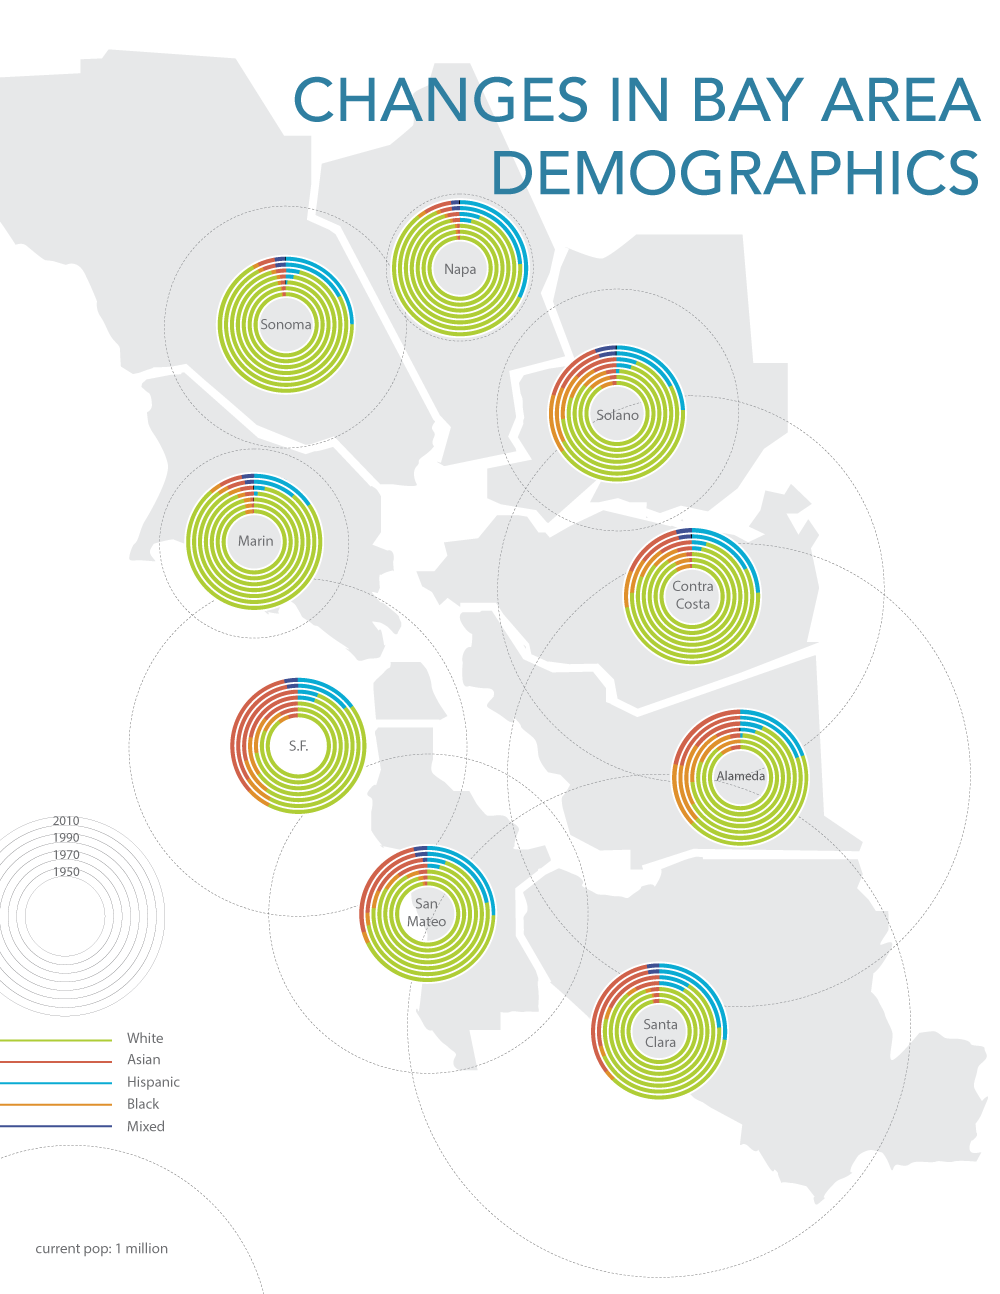 CHANGES IN BAY AREA
DEMOGRAPHICS
Napa
Sonoma
Solano
Marin
Contra
Costa
S.F.
Alameda
San
Mateo
Santa
Clara
2010
1990
1970
1950
White
Asian
Hispanic
Black
Mixed
current pop: 1 million